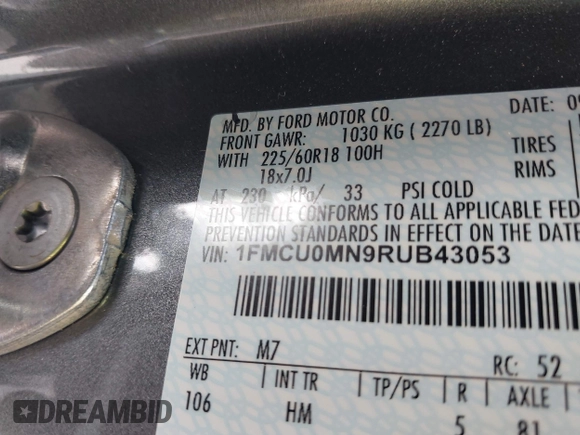 MFD. BY FORD MOTOR CO.
DATE: 09
FRONT GAWR: 1030 KG ( 2270 LB)
WITH 225/60R18 100H
TIRES
18x7.0J
RIMS
AT 230 kPa/ 33 PSI COLD
THIS VEHICLE CONFORMS TO ALL APPLICABLE FED
PREVENTION STANDARDS IN EFFECT ON THE DATE
VIN: 1FMCU0MN9RUB43053
EXT PNT: M7
RC: 52
WB INT TR TP/PS R AXLE
106 HM 5 81
DREAMBID